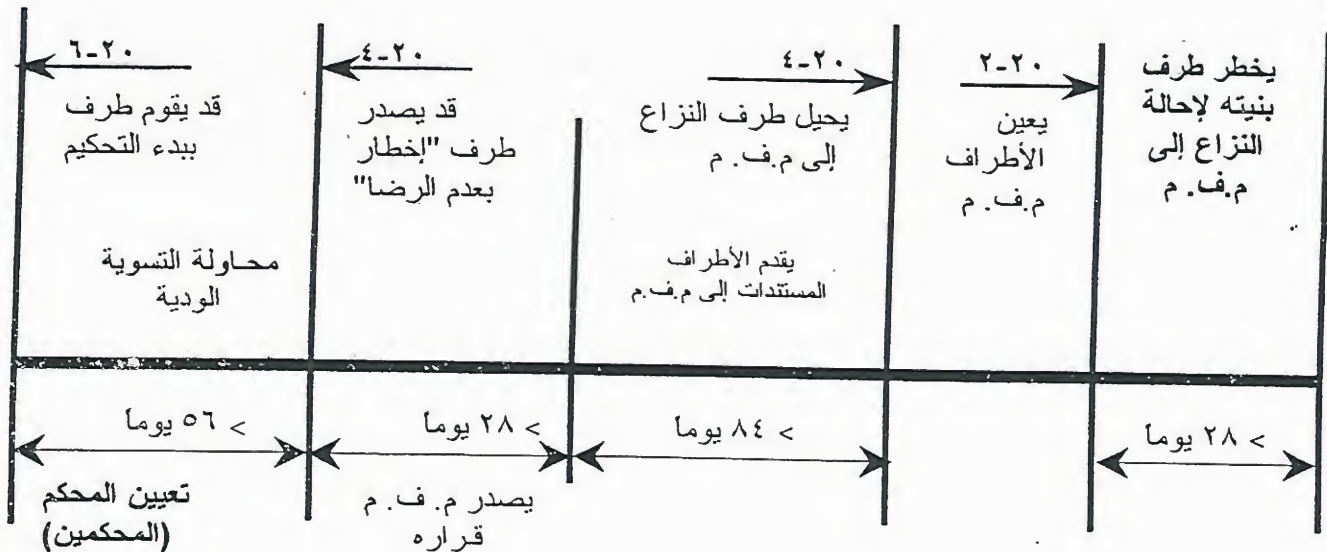 يخطر طرف
بنيته لإحالة
النزاع إلى
م.ف. م
٢٠-٢
يعين
الأطراف
م.ف. م
٢٠-٤
يحيل طرف النزاع
إلى م.ف. م
يقدم الأطراف
المستندات إلى م.ف.م
٢٠-٤
قد يصدر
طرف "إخطار
بعدم الرضا"
٢٠-٦
قد يقوم طرف
ببدء التحكيم
محاولة التسوية
الودية
> ٢٨ يوما
> ٨٤ يوما
> ٢٨ يوما
> ٥٦ يوما
يصدر م. ف. م
قراره
تعيين المحكم
(المحكمين)